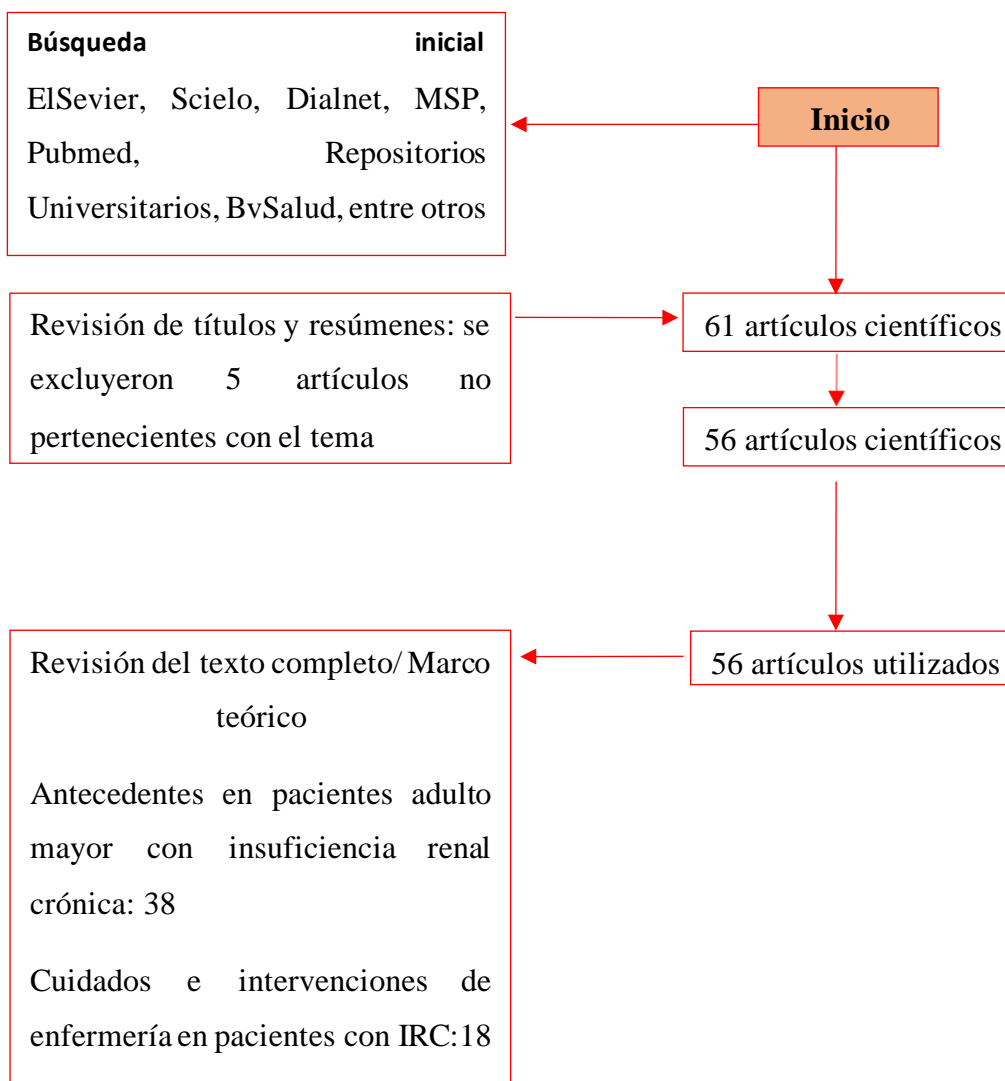 Búsqueda inicial
ElSevier, Scielo, Dialnet, MSP,
Pubmed, Repositorios
Universitarios, BvSalud, entre otros
Inicio
Revisión de títulos y resúmenes: se
excluyeron 5 artículos no
pertenecientes con el tema
61 artículos científicos
56 artículos científicos
56 artículos utilizados
Revisión del texto completo/ Marco
teórico
Antecedentes en pacientes adulto
mayor con insuficiencia renal
crónica: 38
Cuidados e intervenciones de
enfermería en pacientes con IRC:18